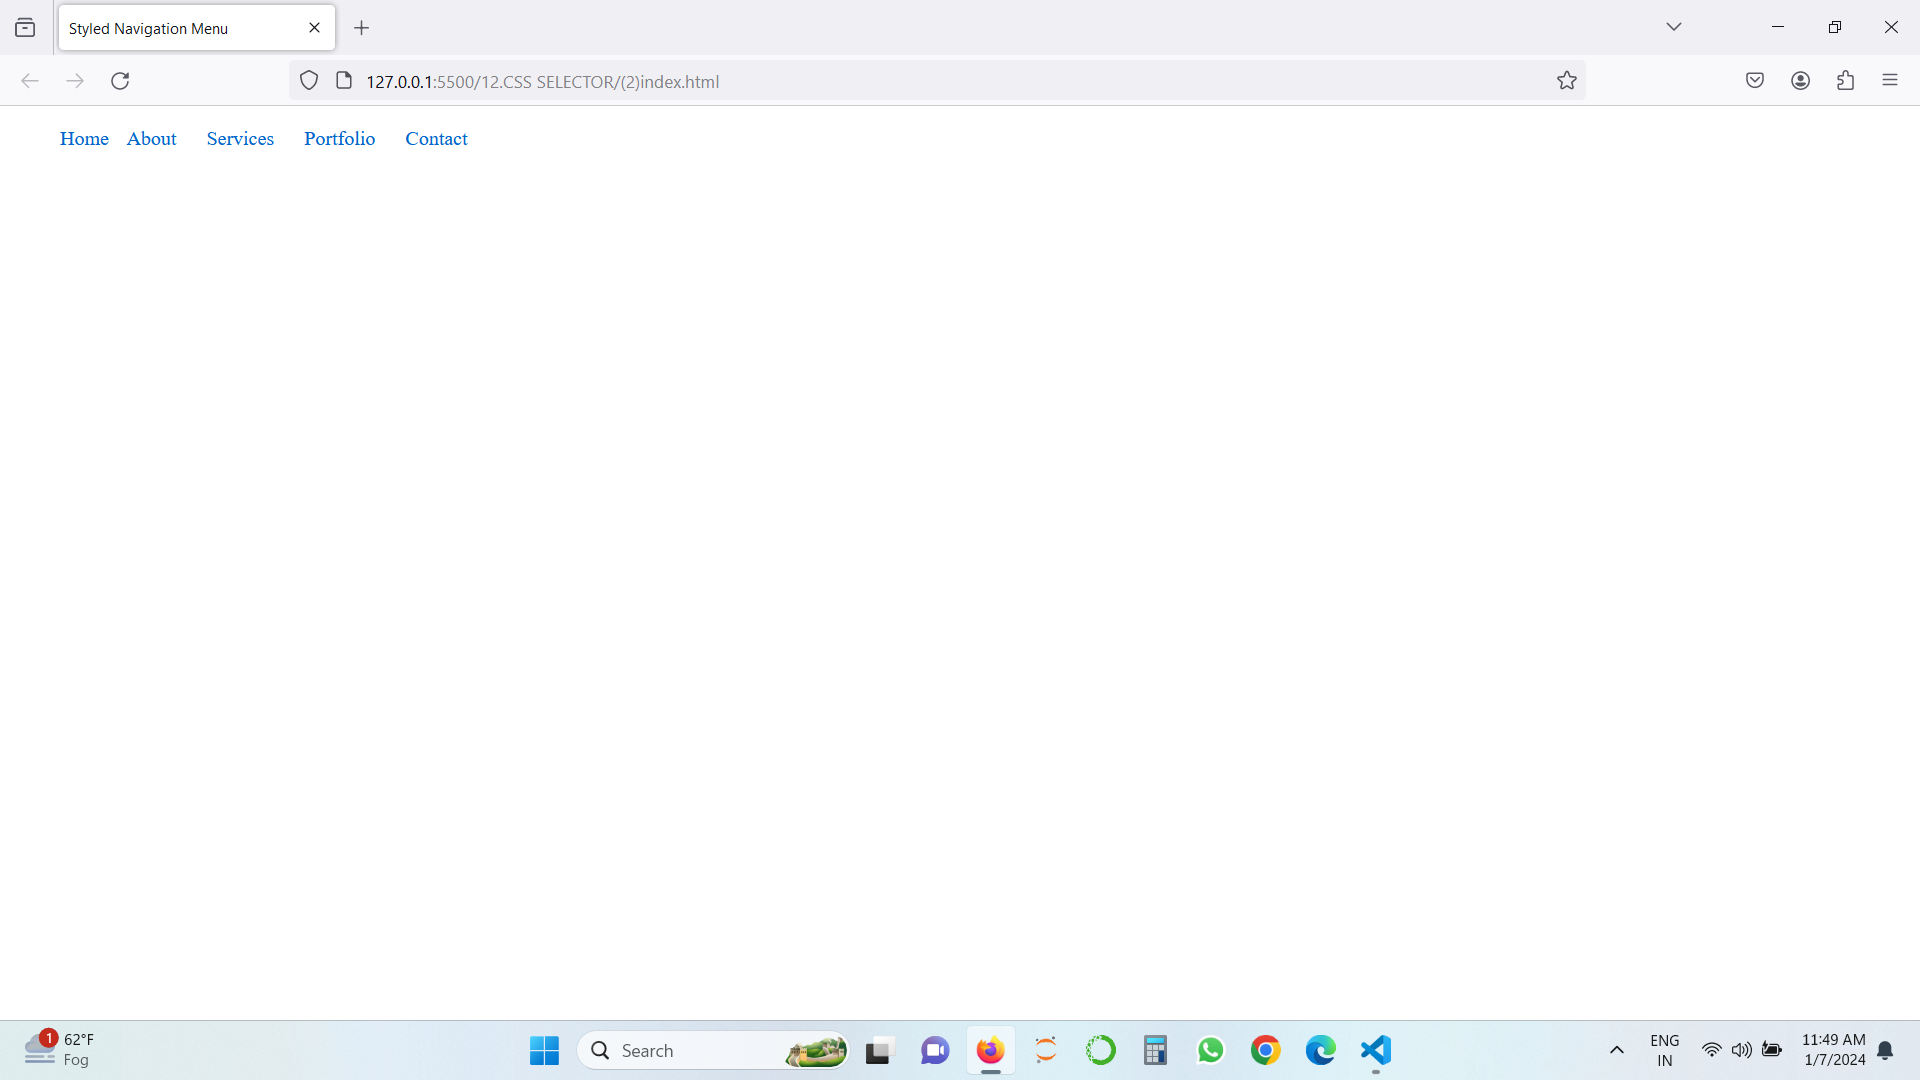 Styled Navigation Menu
127.0.0.1:5500/12.CSS SELECTOR/(2)index.html
Home About Services Portfolio Contact
1
62°F
Fog
Search
ENG
IN
11:49 AM
1/7/2024